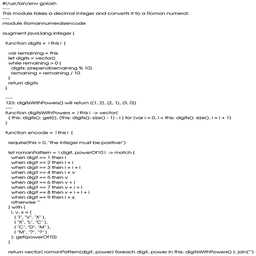 #!/usr/bin/env golosh
----
This module takes a decimal integer and converts it to a Roman numeral.
----
module Romannumeralsencode
augment java.lang.Integer {
function digits = |this| {
var remaining = this
let digits = vector[]
while remaining > 0 {
digits: prepend(remaining % 10)
remaining = remaining / 10
}
return digits
}
----
123: digitsWithPowers() will return [[1, 2], [2, 1], [3, 0]]
----
function digitsWithPowers = |this| -> vector[
[ this: digits(): get(i), (this: digits(): size() - 1) - i ] for (var i = 0, i < this: digits(): size(), i = i + 1)
]
function encode = |this| {
require(this > 0, "the integer must be positive")
let romanPattern = |digit, powerOf10| -> match {
when digit == 1 then i
when digit == 2 then i + i
when digit == 3 then i + i + i
when digit == 4 then i + v
when digit == 5 then v
when digit == 6 then v + i
when digit == 7 then v + i + i
when digit == 8 then v + i + i + i
when digit == 9 then i + x
otherwise ""
} with {
i, v, x = [
[ "I", "V", "X" ],
[ "X", "L", "C" ],
[ "C", "D", "M" ],
[ "M", "?", "?" ]
]: get(powerOf10)
}
return vector[ romanPattern(digit, power) foreach digit, power in this: digitsWithPowers() ]: join("")